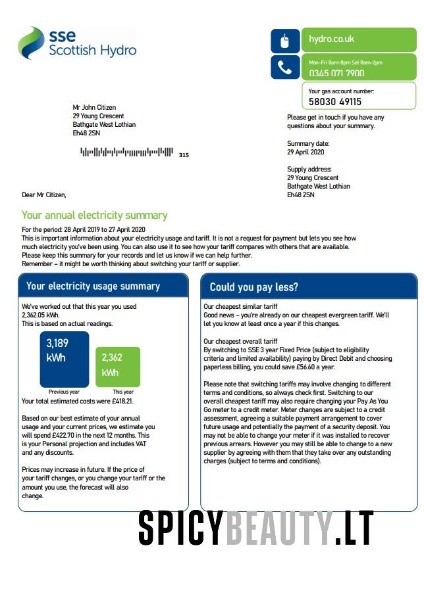 sse
Scottish Hydro
hydro.co.uk
Mon-Fri 8am-8pm Sat 8am-2pm
0345 071 7900
Your gas account number:
58030 49115
Mr John Citizen
29 Young Crescent
Bathgate West Lothian
EH48 2SN
315
Please get in touch if you have any
questions about your summary.
Summary date:
29 April 2020
Supply address:
29 Young Crescent
Bathgate West Lothian
EH48 2SN
Dear Mr Citizen,
Your annual electricity summary
For the period: 28 April 2019 to 27 April 2020
This is important information about your electricity usage and tariff. It is not a request for payment but lets you see how
much electricity you've been using. You can also use it to see how your tariff compares with others that are available.
Please keep this summary for your records and let us know if we can help further.
Remember – it might be worth thinking about switching your tariff or supplier.
Your electricity usage summary
We've worked out that this year you used
2,362.05 kWh.
This is based on actual readings.
3,189
kWh
2,362
kWh
Previous year
This year
Your total estimated costs were £418.21.
Based on our best estimate of your annual
usage and your current prices, we estimate you
will spend £422.70 in the next 12 months. This
is your Personal projection and includes VAT
and any discounts.
Prices may increase in future. If the price of
your tariff changes, or you change your tariff or the
amount you use, the forecast will also
change.
Could you pay less?
Our cheapest similar tariff
Good news – you're already on our cheapest evergreen tariff. We'll
let you know at least once a year if this changes.
Our cheapest overall tariff
By switching to SSE 3 year Fixed Price (subject to eligibility
criteria and limited availability) paying by Direct Debit and choosing
paperless billing, you could save £56.60 a year.
Please note that switching tariffs may involve changing to different
terms and conditions, so always check first. Switching to our
overall cheapest tariff may also require changing your Pay As You
Go meter to a credit meter. Meter changes are subject to a credit
assessment, agreeing a suitable payment arrangement to cover
future usage and potentially the payment of a security deposit. You
may not be able to change your meter if it was installed to recover
previous arrears. However you may still be able to change to a new
supplier by agreeing with them that they take over any outstanding
charges (subject to terms and conditions).
SPICYBEAUTY.LT